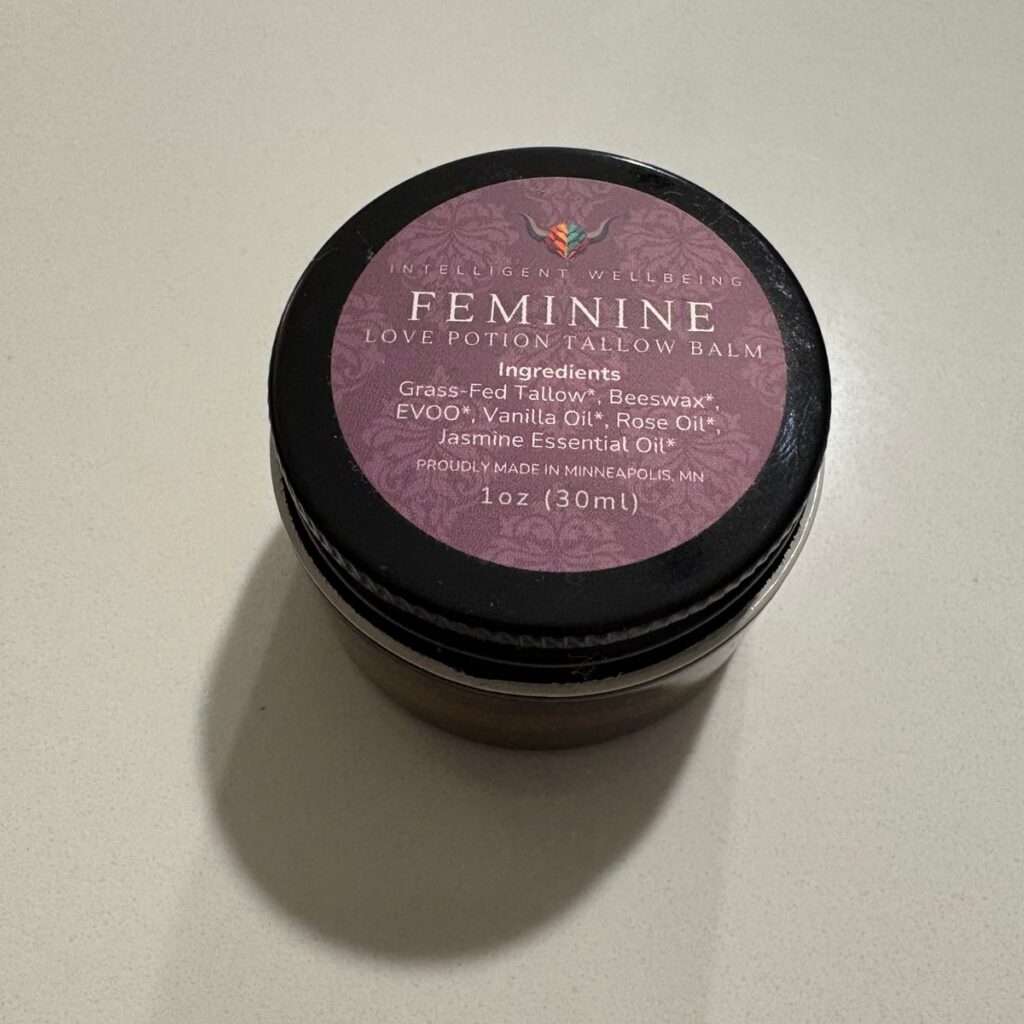 INTELLIGENT WELLBEING
FEMININE
LOVE POTION TALLOW BALM
Ingredients
Grass-Fed Tallow*, Beeswax*,
EVOO*, Vanilla Oil*, Rose Oil*,
Jasmine Essential Oil*
PROUDLY MADE IN MINNEAPOLIS, MN
1oz (30ml)